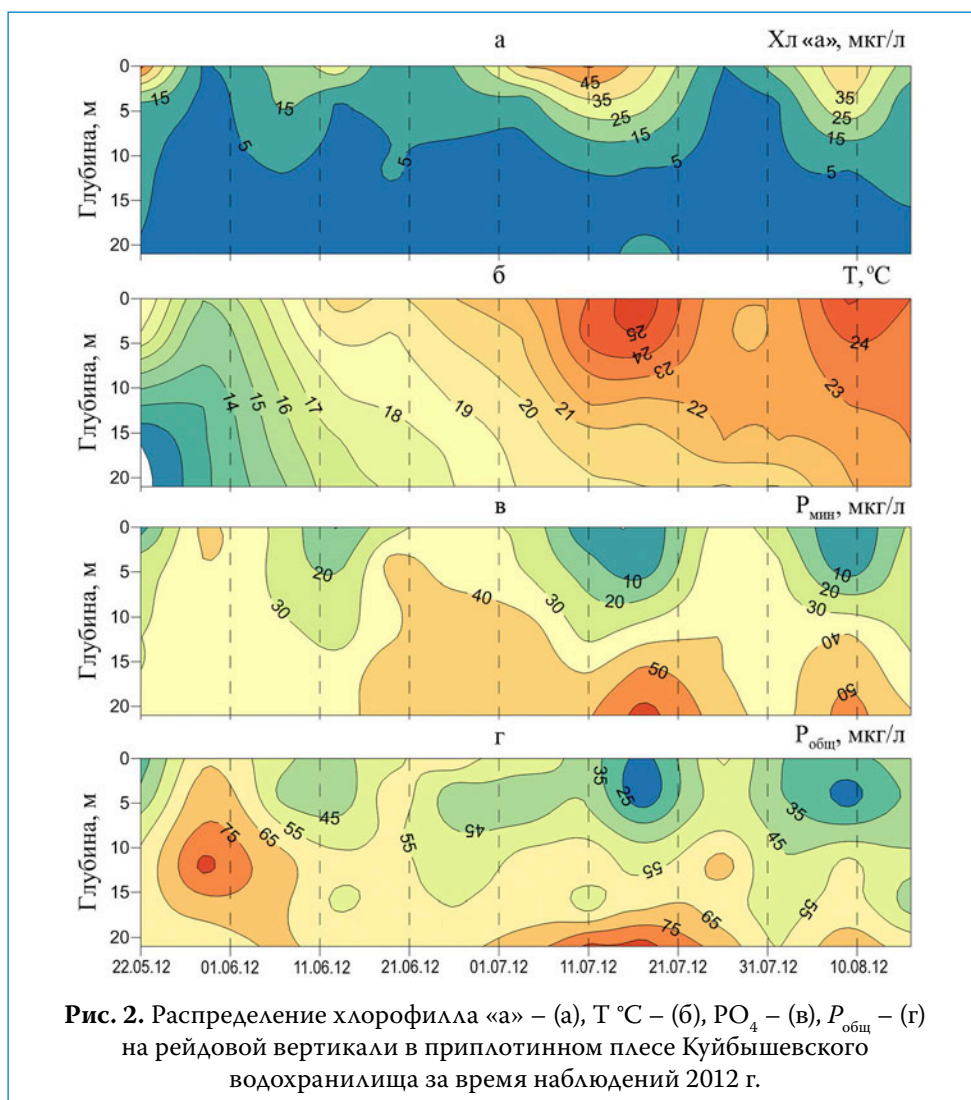 а Хл «а», мкг/л
Глубина, м
0
5
10
15
20
15 5 15 5 45 35 25 15 5 35 25 15 5
б T, °C
Глубина, м
0
5
10
15
20
14 15 16 17 18 19 20 21 22 23 24 25 24 23
в Pмин, мкг/л
Глубина, м
0
5
10
15
20
30 20 40 30 20 10 50 10 20 30 40 50
г Pобщ, мкг/л
Глубина, м
0
5
10
15
20
75 65 55 45 55 45 35 25 55 65 75 35 45 55
22.05.12 01.06.12 11.06.12 21.06.12 01.07.12 11.07.12 21.07.12 31.07.12 10.08.12
Рис. 2. Распределение хлорофилла «а» – (а), T °C – (б), PO4 – (в), Pобщ – (г)
на рейдовой вертикали в приплотинном плесе Куйбышевского
водохранилища за время наблюдений 2012 г.